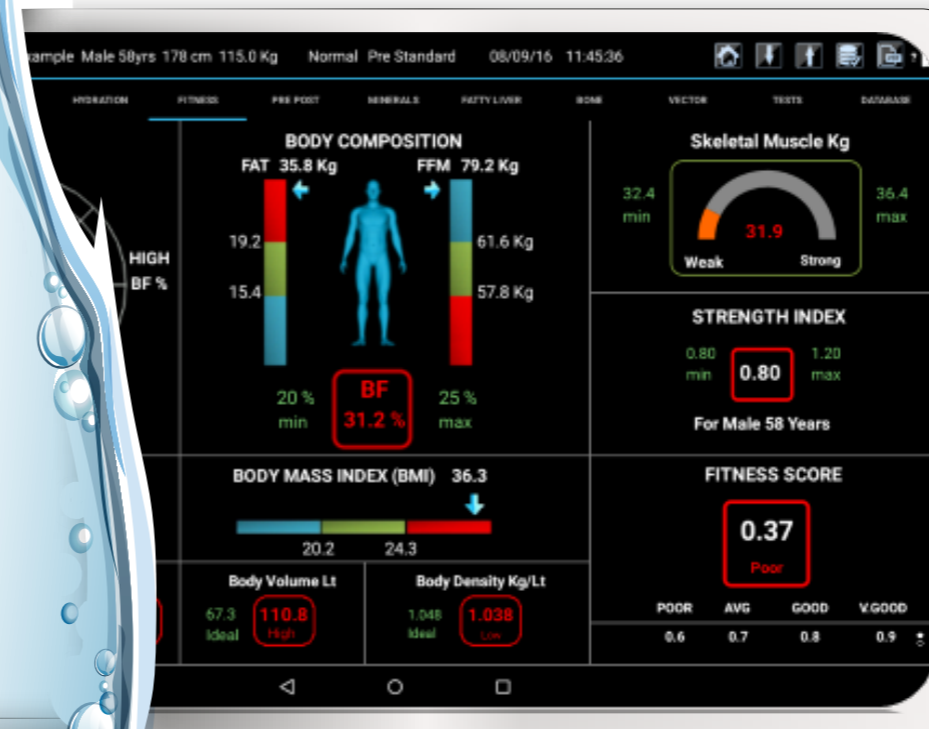 xample Male 58yrs 178 cm 115.0 Kg Normal Pre Standard 08/09/16 11:45:36 ?
HYDRATION FITNESS PRE POST MINERALS FATTY LIVER BONE VECTOR TESTS DATABASE
HIGH
BF %
BODY COMPOSITION
FAT 35.8 Kg FFM 79.2 Kg
19.2 61.6 Kg
15.4 57.8 Kg
20 %
min
BF
31.2 %
25 %
max
Skeletal Muscle Kg
32.4
min
31.9
36.4
max
Weak Strong
STRENGTH INDEX
0.80
min
0.80
1.20
max
For Male 58 Years
BODY MASS INDEX (BMI) 36.3
20.2 24.3
FITNESS SCORE
0.37
Poor
POOR AVG GOOD V.GOOD
0.6 0.7 0.8 0.9
Body Volume Lt
67.3
Ideal
110.8
High
Body Density Kg/Lt
1.048
Ideal
1.038
Low